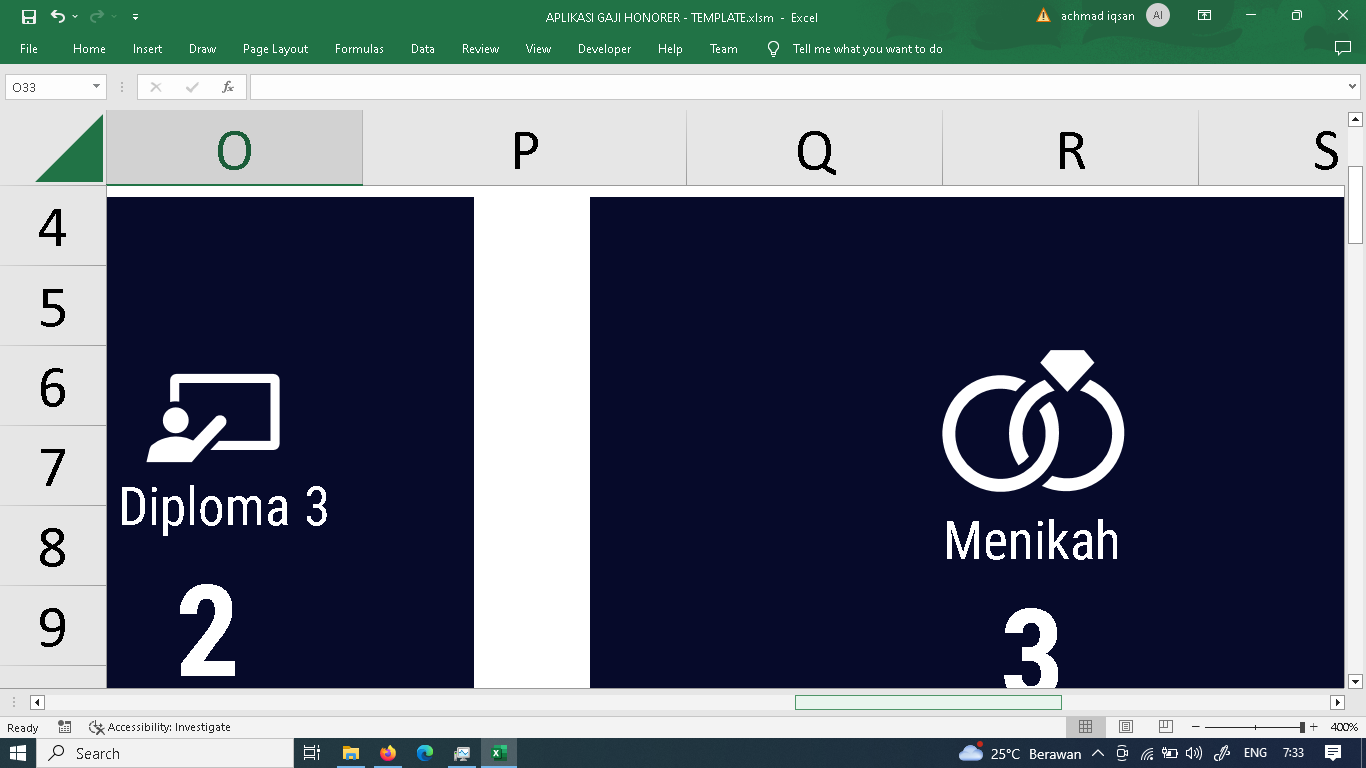 APLIKASI GAJI HONORER - TEMPLATE.xlsm - Excel
achmad iqsan
AI
File Home Insert Draw Page Layout Formulas Data Review View Developer Help Team Tell me what you want to do
O33
fx
O P Q R S
4
5
6
7
8
9
Diploma 3
2
Menikah
3
Ready
Accessibility: Investigate
400%
Search
25°C Berawan
ENG
7:33